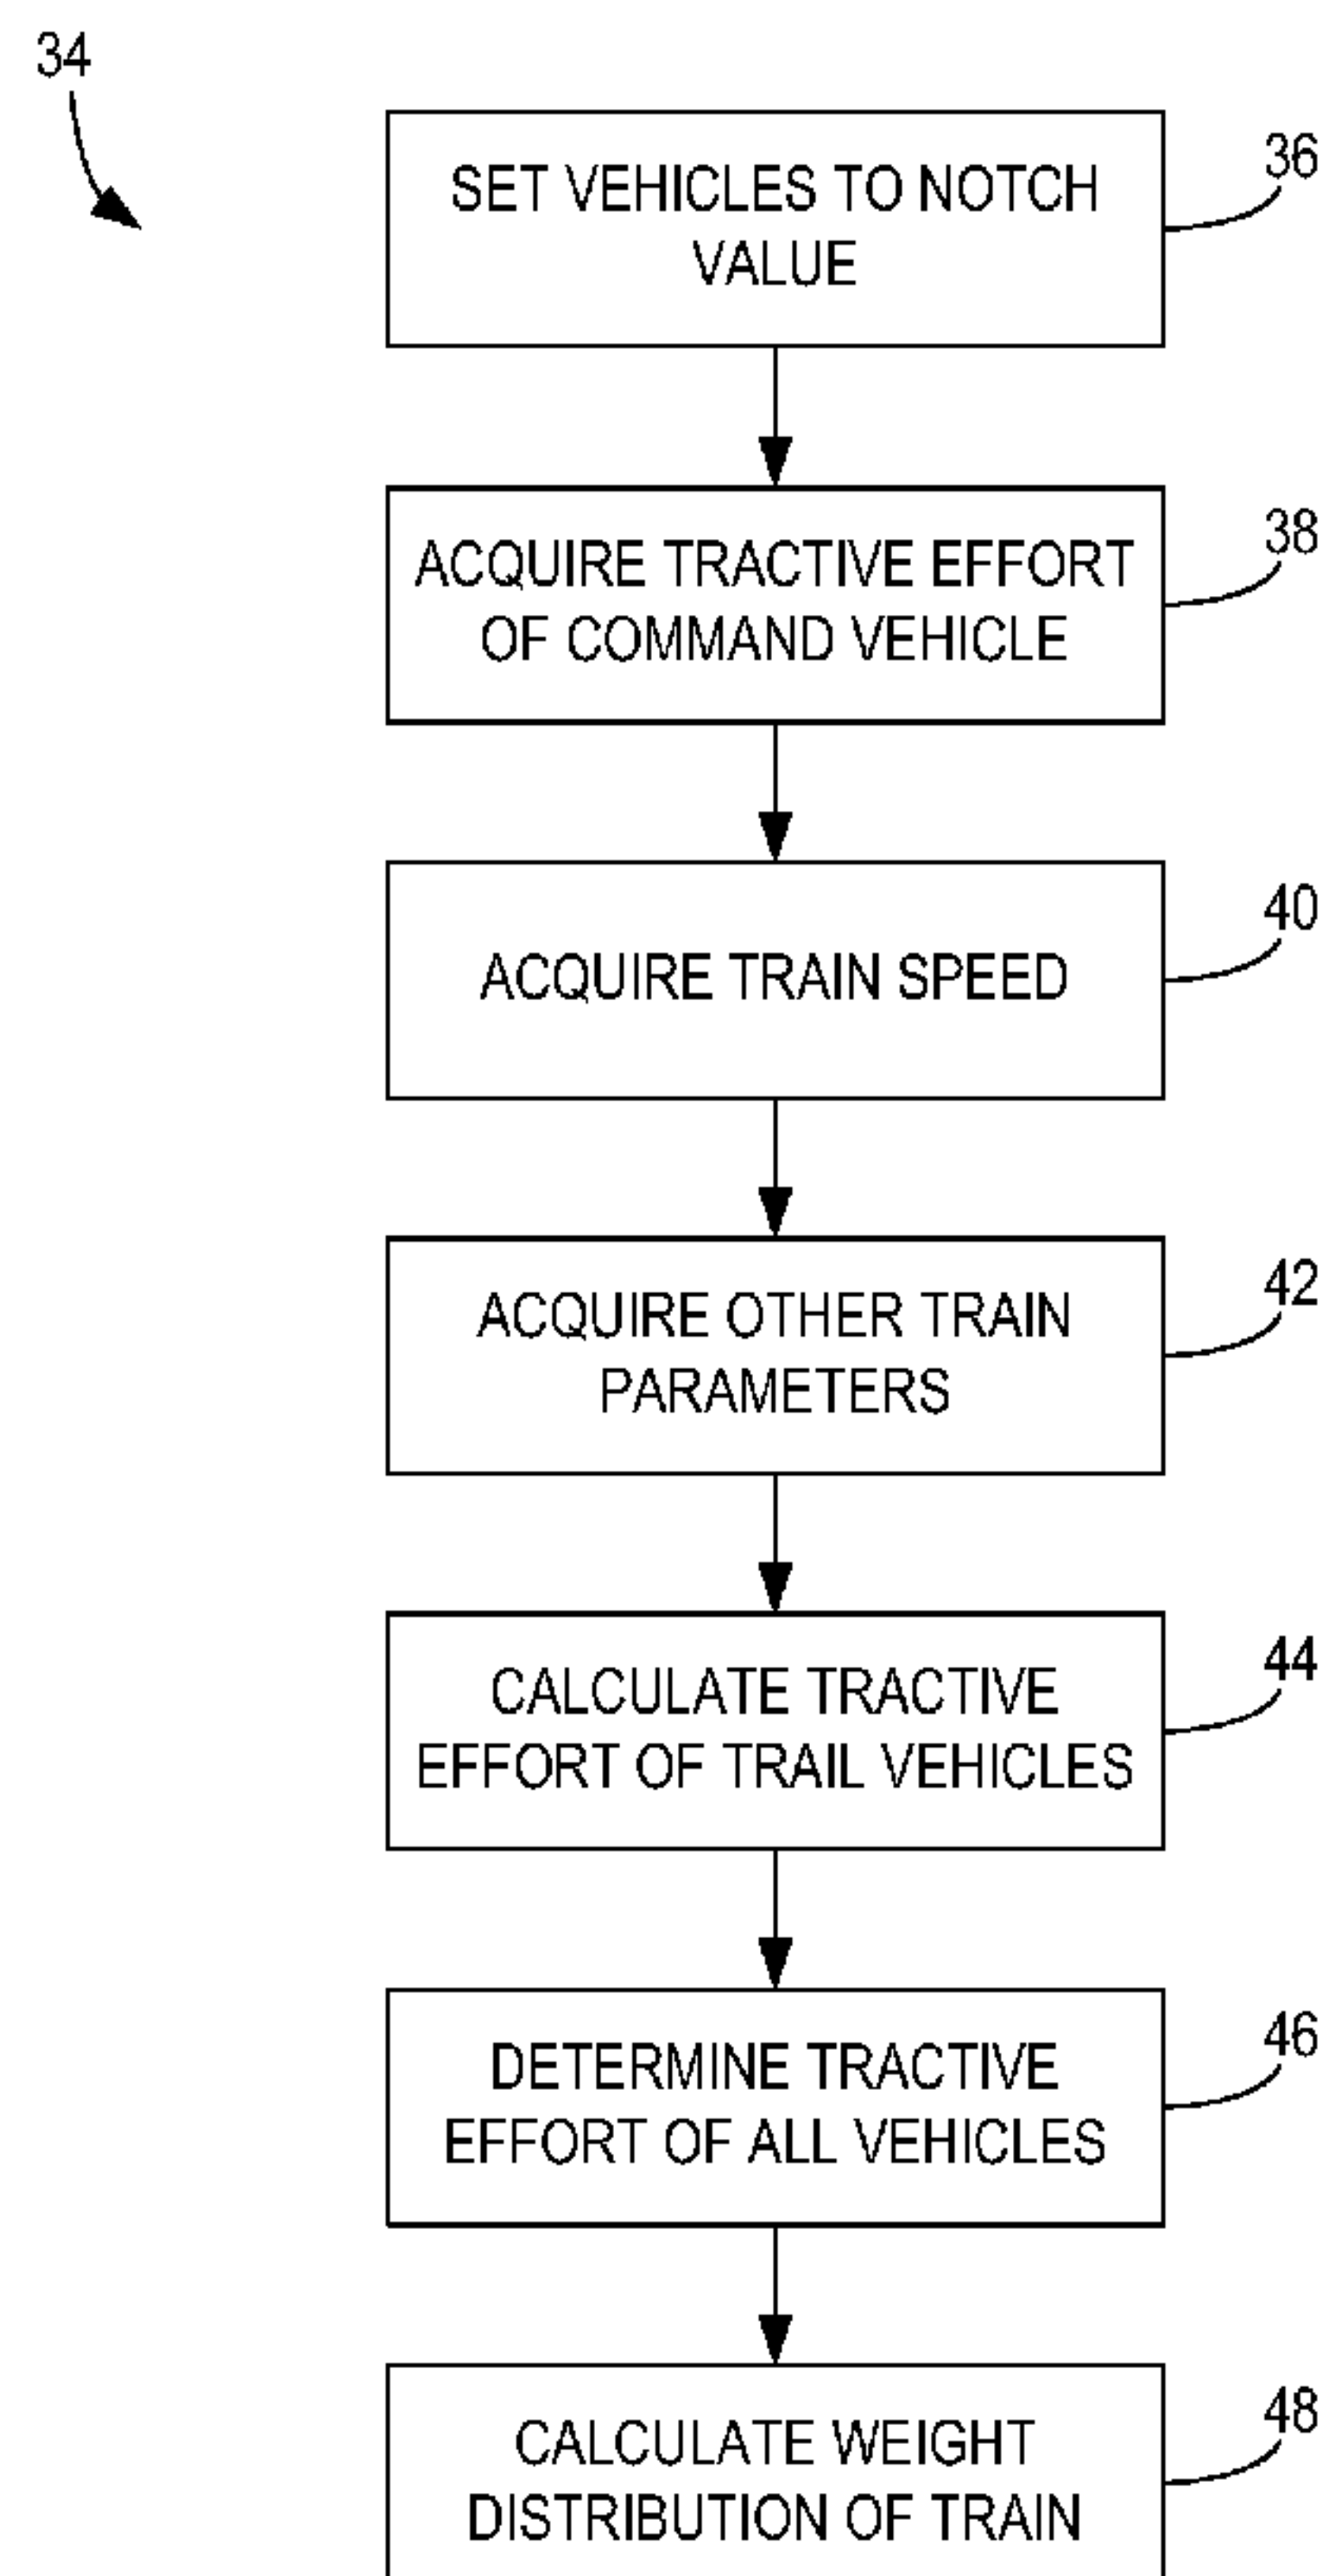 34
SET VEHICLES TO NOTCH
VALUE
36
ACQUIRE TRACTIVE EFFORT
OF COMMAND VEHICLE
38
ACQUIRE TRAIN SPEED
40
ACQUIRE OTHER TRAIN
PARAMETERS
42
CALCULATE TRACTIVE
EFFORT OF TRAIL VEHICLES
44
DETERMINE TRACTIVE
EFFORT OF ALL VEHICLES
46
CALCULATE WEIGHT
DISTRIBUTION OF TRAIN
48